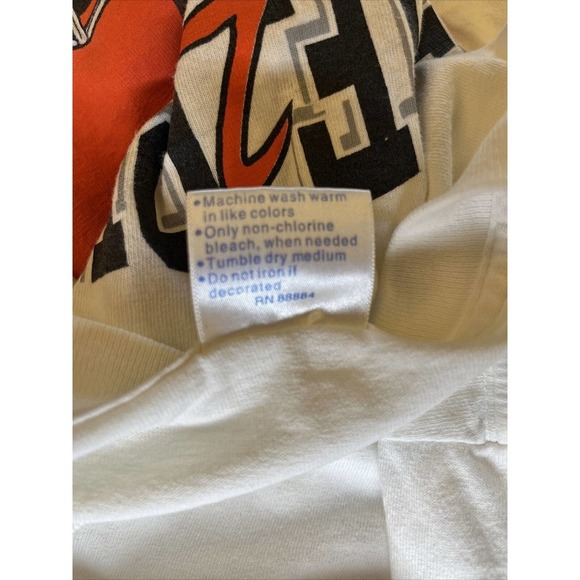 •Machine wash warm
in like colors
•Only non-chlorine
bleach, when needed
•Tumble dry medium
•Do not iron if
decorated
RN 88884